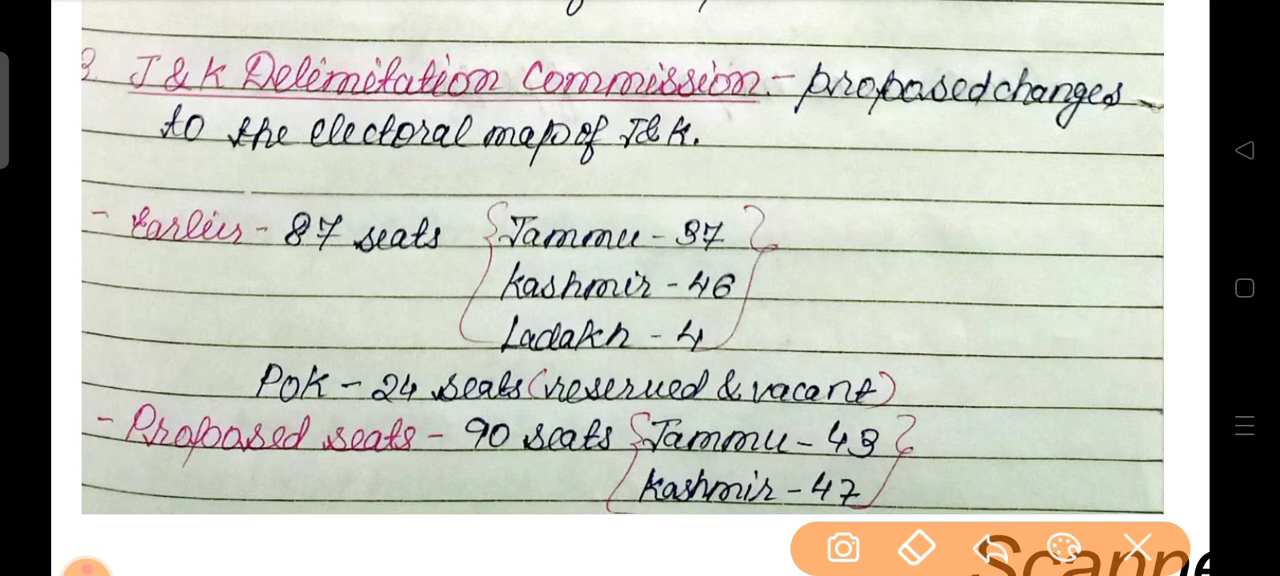 3. J&K Delimitation Commission.- proposed changes
to the electoral map of J&K.
- Earlier - 87 seats {Jammu - 37}
Kashmir - 46
Ladakh - 4
POK - 24 seats (reserved & vacant)
- Proposed seats - 90 seats {Jammu - 43}
Kashmir - 47
Scanne